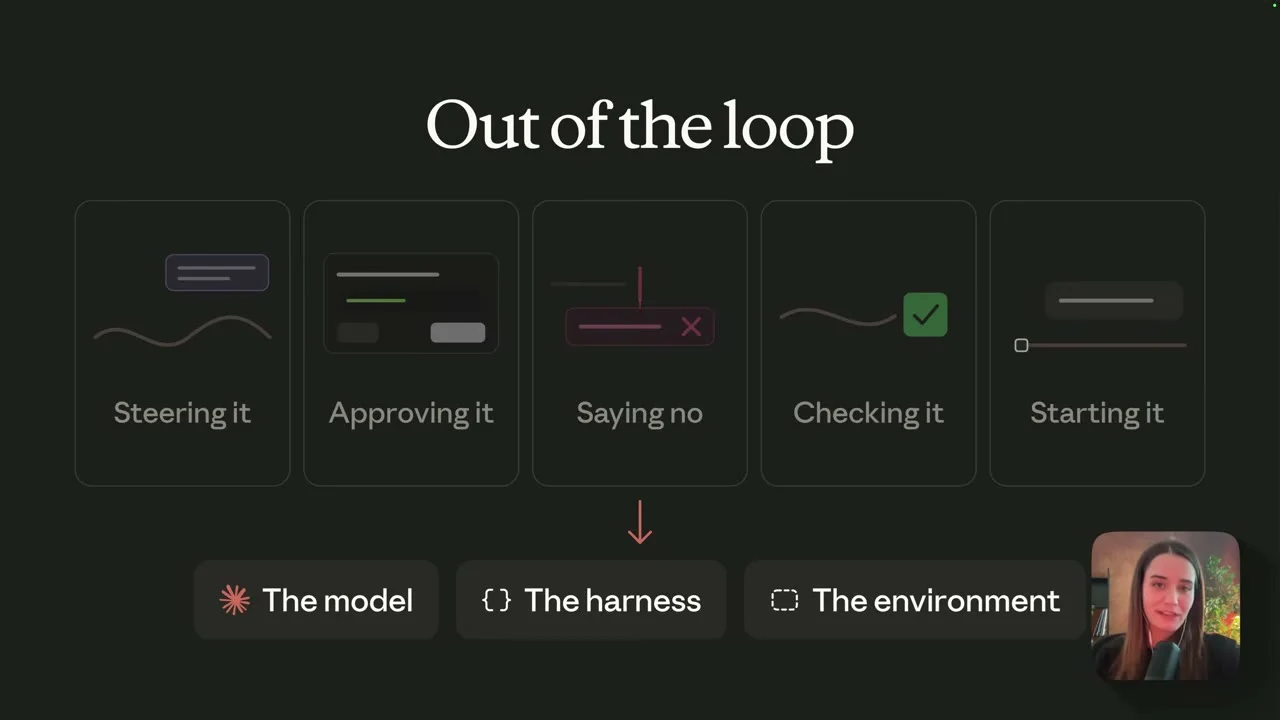 Out of the loop
Steering it
Approving it
Saying no
Checking it
Starting it
The model
{} The harness
The environment